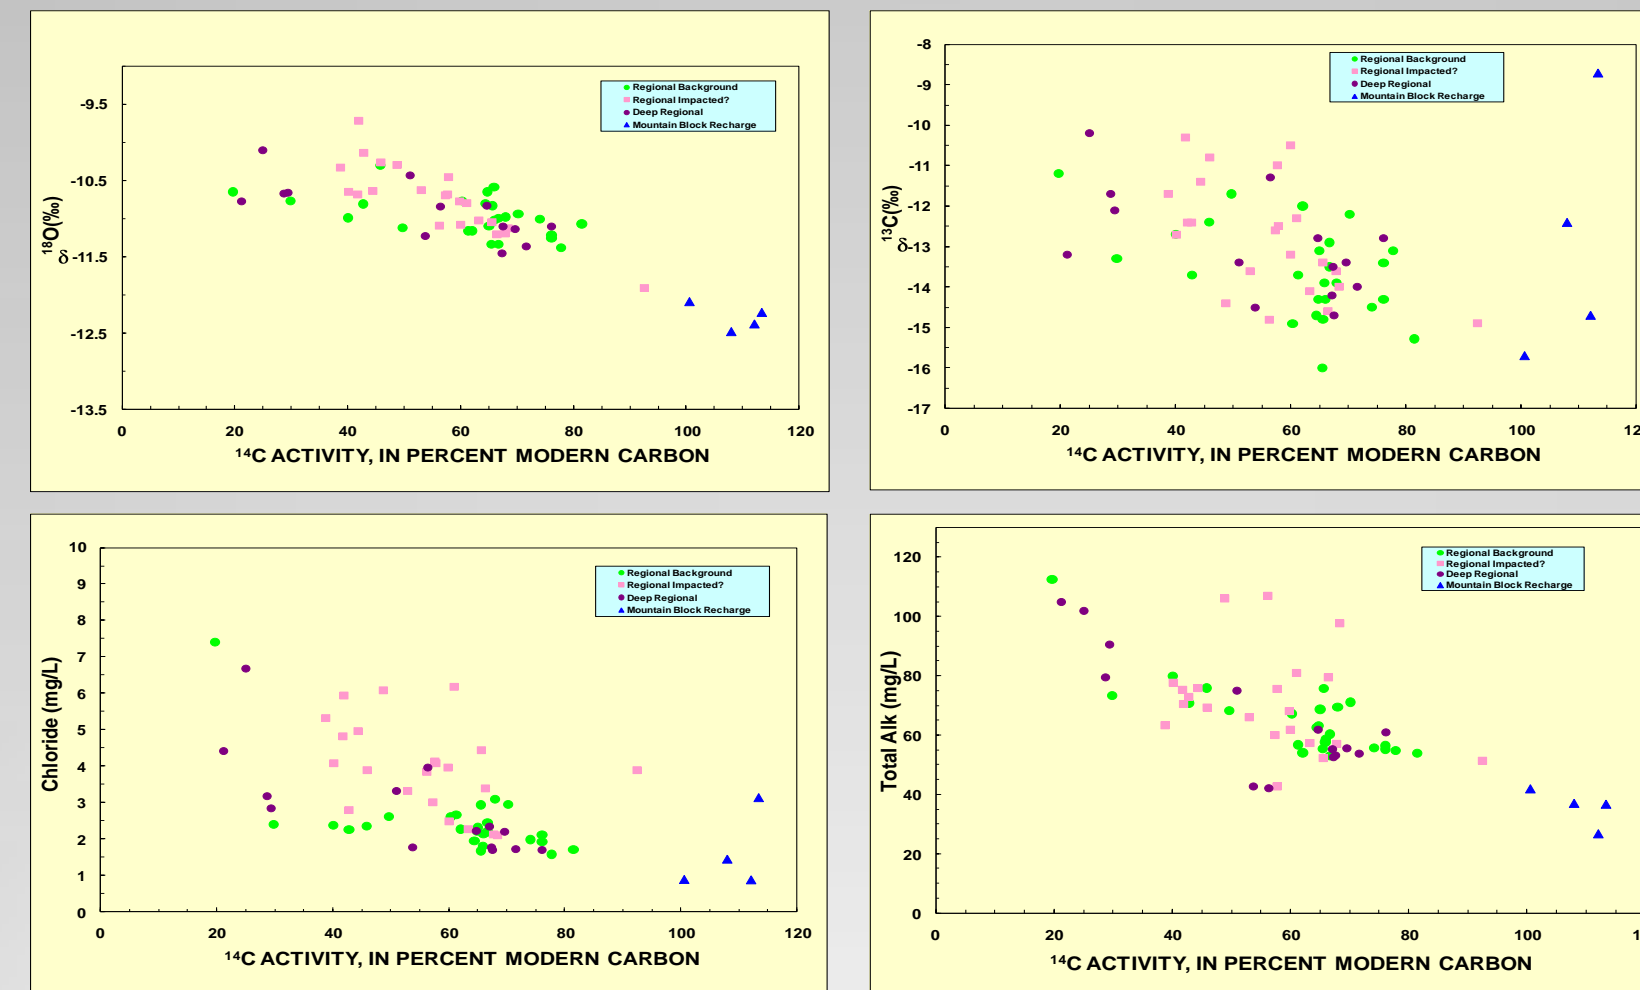 Regional Background
Regional Impacted?
Deep Regional
Mountain Block Recharge
-9.5
-10.5
-11.5
-12.5
-13.5
δ ¹⁸O(‰)
0 20 40 60 80 100 120
¹⁴C ACTIVITY, IN PERCENT MODERN CARBON
Regional Background
Regional Impacted?
Deep Regional
Mountain Block Recharge
-8
-9
-10
-11
-12
-13
-14
-15
-16
-17
δ ¹³C(‰)
0 20 40 60 80 100 12
¹⁴C ACTIVITY, IN PERCENT MODERN CARBON
Regional Background
Regional Impacted?
Deep Regional
Mountain Block Recharge
10
9
8
7
6
5
4
3
2
1
0
Chloride (mg/L)
0 20 40 60 80 100 120
¹⁴C ACTIVITY, IN PERCENT MODERN CARBON
Regional Background
Regional Impacted?
Deep Regional
Mountain Block Recharge
120
100
80
60
40
20
0
Total Alk (mg/L)
0 20 40 60 80 100 1
¹⁴C ACTIVITY, IN PERCENT MODERN CARBON